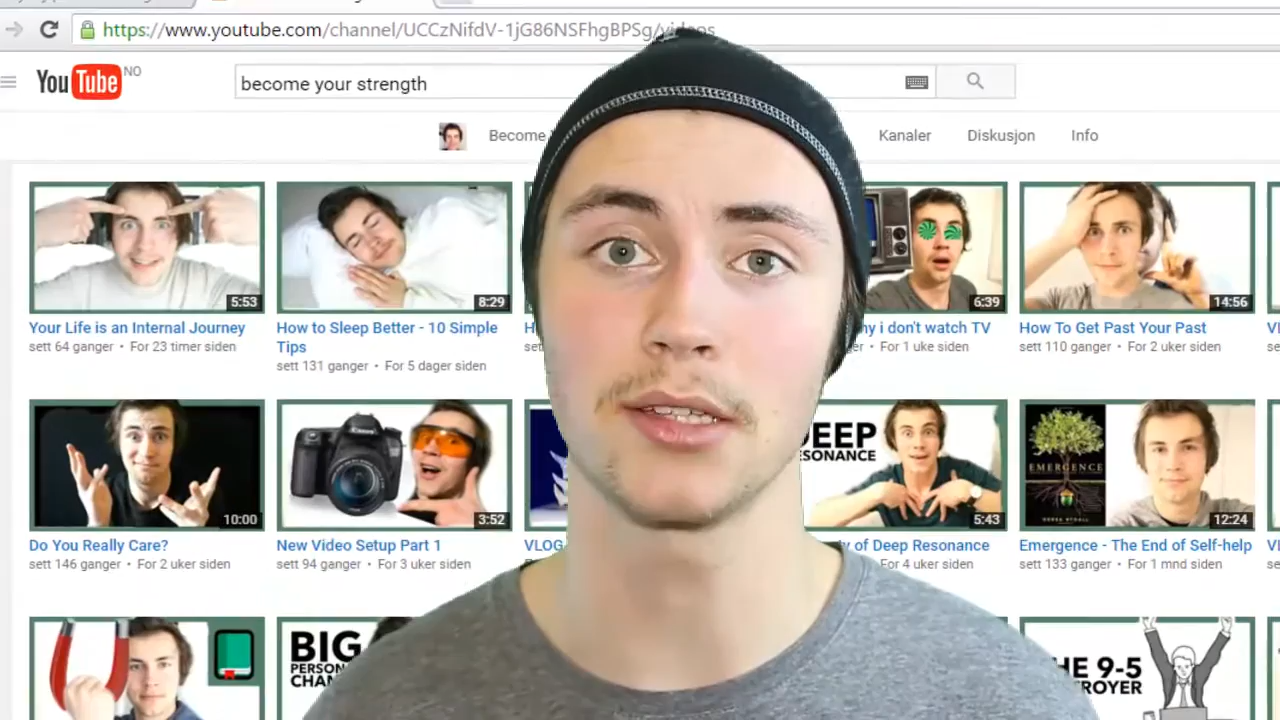 https://www.youtube.com/channel/UCCzNifdV-1jG86NSFhgBPSg/videos
YouTube NO
become your strength
Become
Kanaler
Diskusjon
Info
5:53
8:29
6:39
14:56
Your Life is an Internal Journey
How to Sleep Better - 10 Simple
Tips
hy i don't watch TV
How To Get Past Your Past
sett 64 ganger • For 23 timer siden
sett 131 ganger • For 5 dager siden
For 1 uke siden
sett 110 ganger • For 2 uker siden
DEEP
ESONANCE
EMERGENCE
10:00
3:52
5:43
12:24
Do You Really Care?
New Video Setup Part 1
VLOG
y of Deep Resonance
Emergence - The End of Self-help
sett 146 ganger • For 2 uker siden
sett 94 ganger • For 3 uker siden
For 4 uker siden
sett 133 ganger • For 1 mnd siden
BIG
PERSON
CHAN
HE 9-5
TROYER